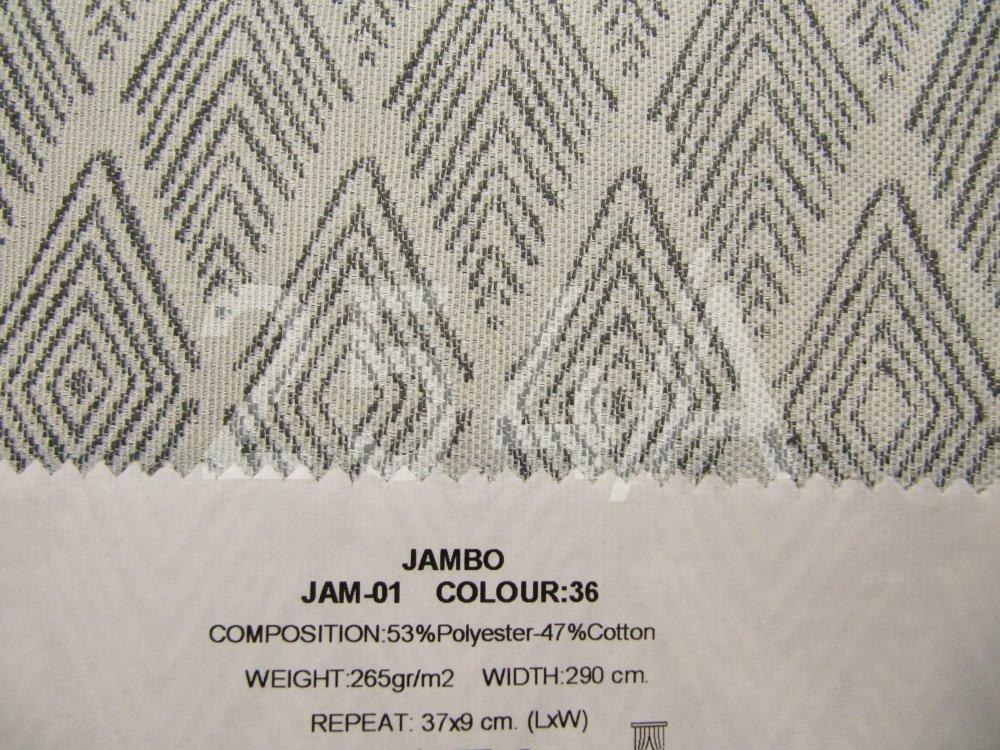 JAMBO
JAM-01 COLOUR:36
COMPOSITION:53%Polyester-47%Cotton
WEIGHT:265gr/m2 WIDTH:290 cm.
REPEAT: 37x9 cm. (LxW)